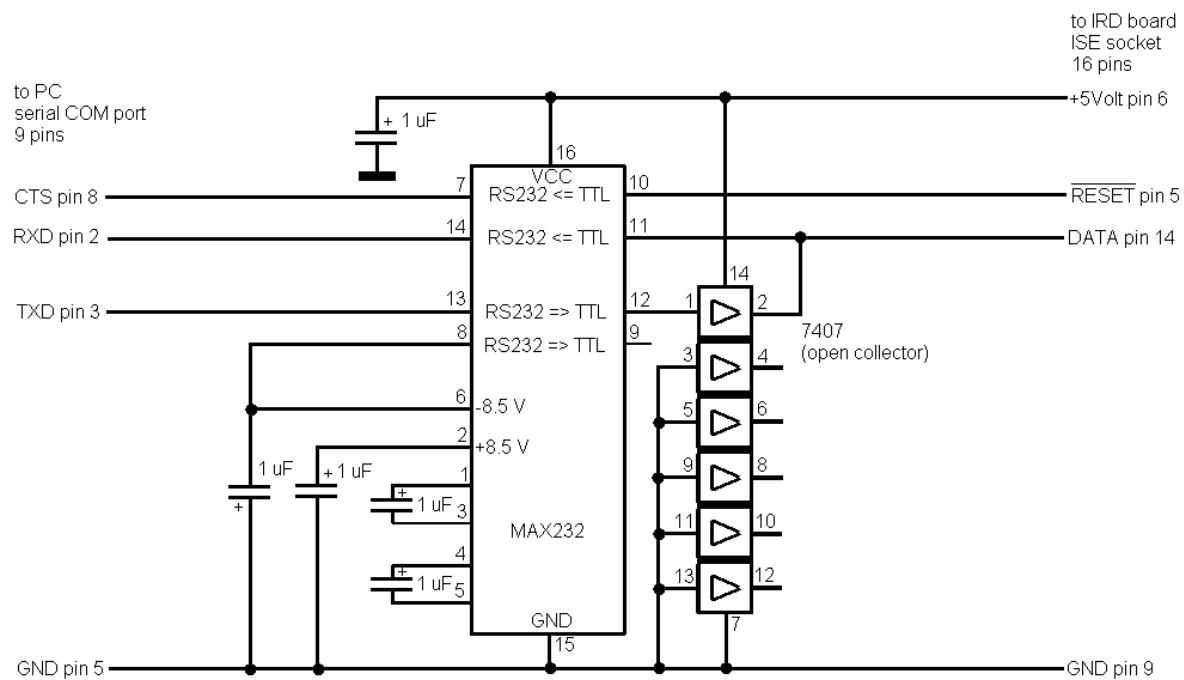 to IRD board
ISE socket
16 pins
to PC
serial COM port
9 pins
+5Volt pin 6
+ 1 uF
16
VCC
CTS pin 8
7
RS232 <= TTL
10
RESET pin 5
RXD pin 2
14
RS232 <= TTL
11
DATA pin 14
14
TXD pin 3
13
RS232 => TTL
12
1
2
8
RS232 => TTL
9
7407
(open collector)
3
4
6
-8.5 V
5
6
2
+8.5 V
9
8
1 uF
+
+ 1 uF
1
+
1 uF
3
MAX232
11
10
4
+
1 uF
5
13
12
GND
15
7
GND pin 5
GND pin 9